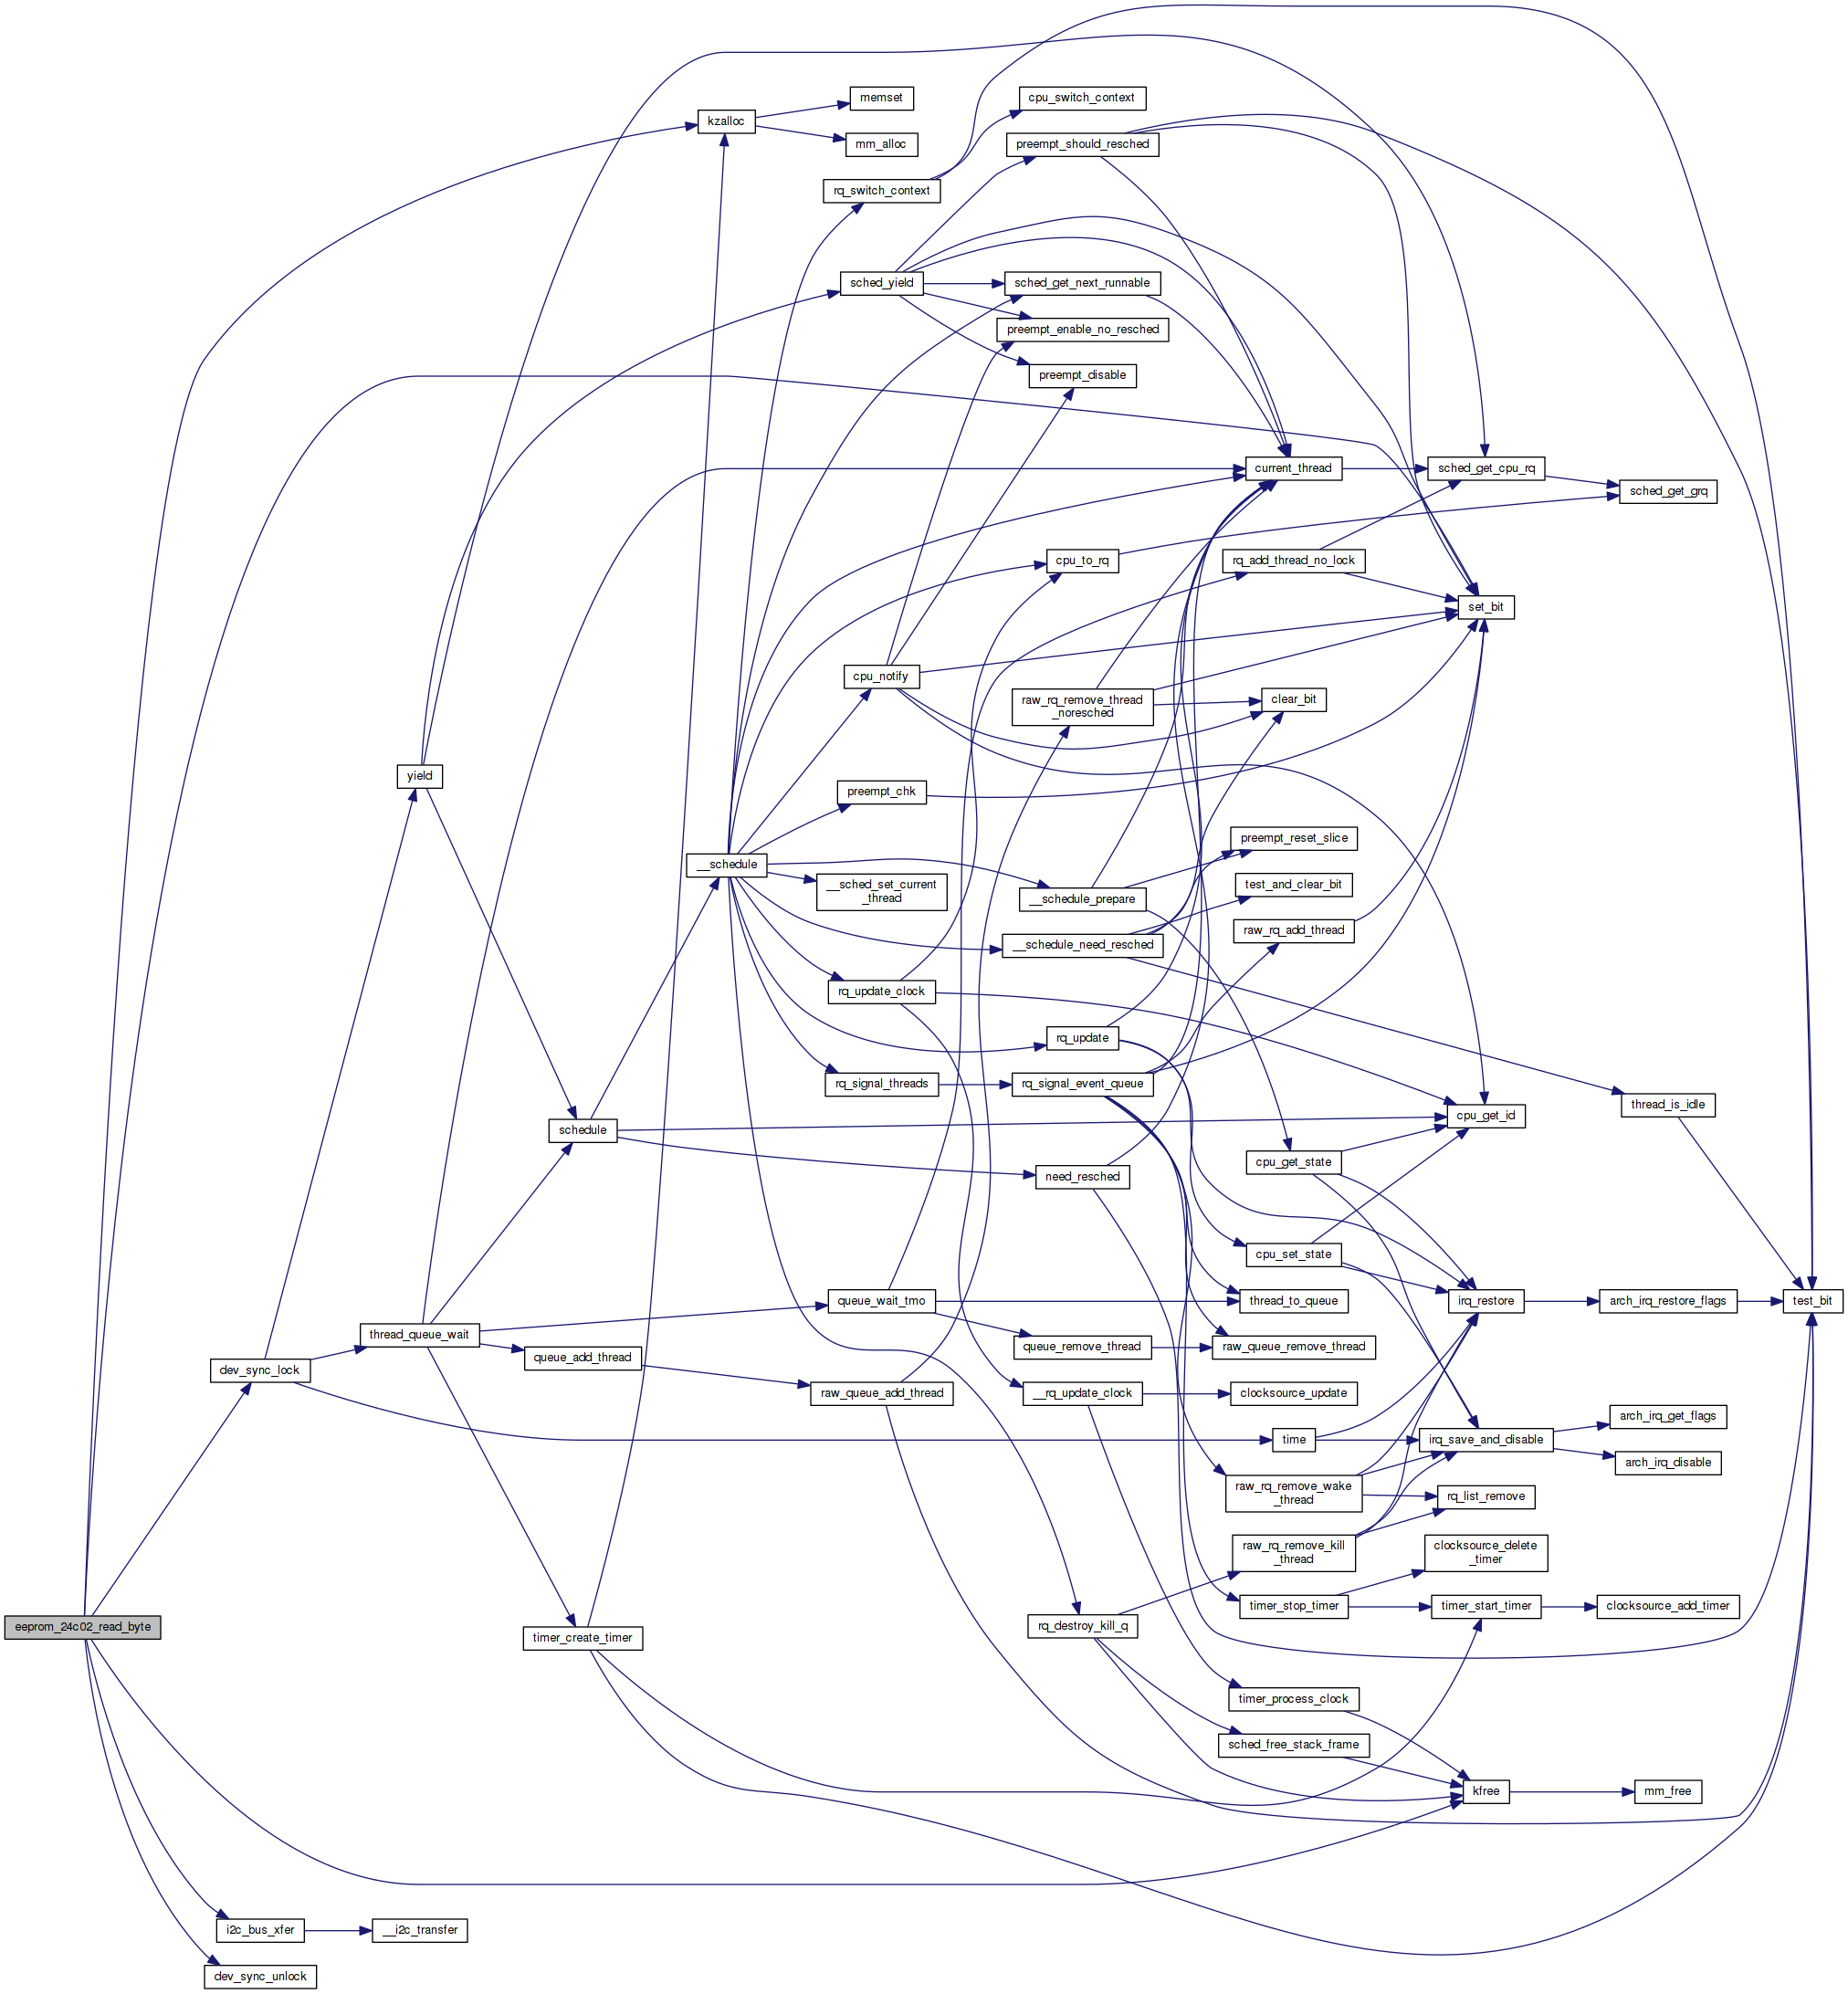 memset
cpu_switch_context
kzalloc
mm_alloc
preempt_should_resched
rq_switch_context
sched_yield
sched_get_next_runnable
preempt_enable_no_resched
preempt_disable
current_thread
sched_get_cpu_rq
sched_get_grq
cpu_to_rq
rq_add_thread_no_lock
set_bit
cpu_notify
raw_rq_remove_thread
_noresched
clear_bit
yield
preempt_chk
preempt_reset_slice
__schedule
__sched_set_current
_thread
test_and_clear_bit
__schedule_prepare
raw_rq_add_thread
__schedule_need_resched
rq_update_clock
rq_update
rq_signal_threads
rq_signal_event_queue
thread_is_idle
schedule
cpu_get_id
need_resched
cpu_get_state
cpu_set_state
queue_wait_tmo
thread_to_queue
irq_restore
arch_irq_restore_flags
test_bit
thread_queue_wait
queue_add_thread
queue_remove_thread
raw_queue_remove_thread
dev_sync_lock
raw_queue_add_thread
__rq_update_clock
clocksource_update
arch_irq_get_flags
time
irq_save_and_disable
arch_irq_disable
raw_rq_remove_wake
_thread
rq_list_remove
raw_rq_remove_kill
_thread
clocksource_delete
_timer
timer_stop_timer
timer_start_timer
clocksource_add_timer
eeprom_24c02_read_byte
timer_create_timer
rq_destroy_kill_q
timer_process_clock
sched_free_stack_frame
kfree
mm_free
i2c_bus_xfer
__i2c_transfer
dev_sync_unlock